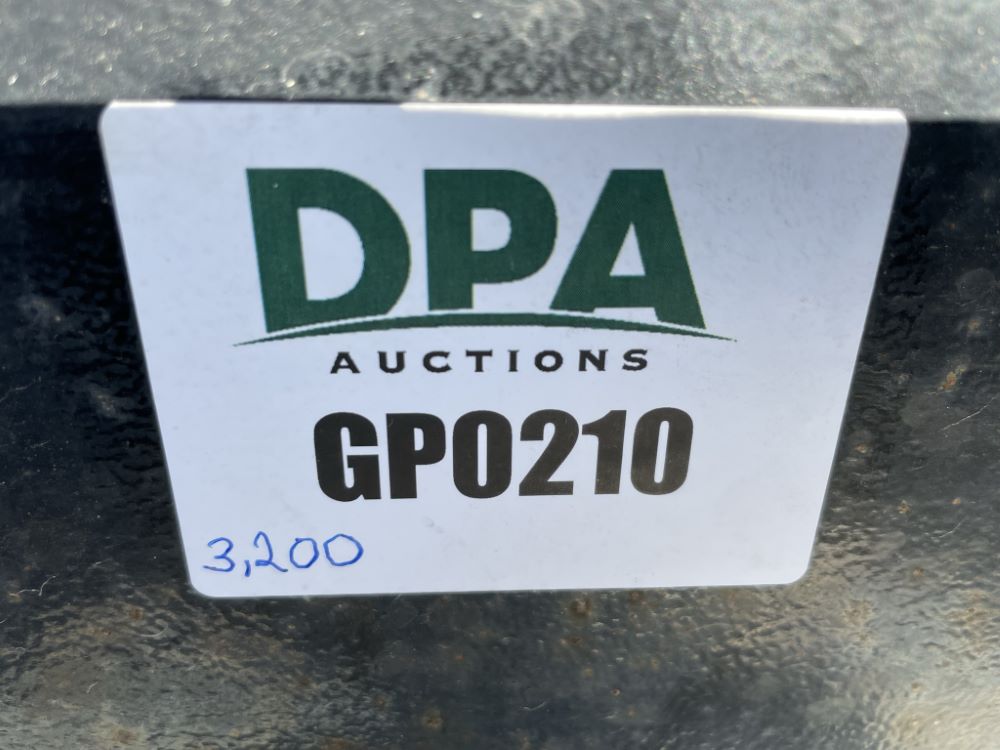 DPA
AUCTIONS
GP0210
3,200